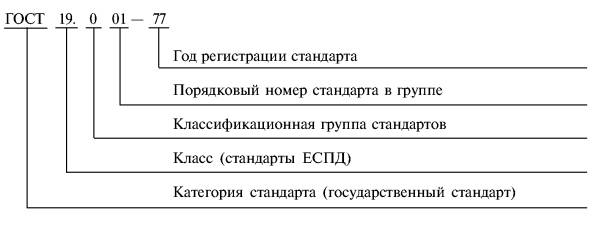 ГОСТ 19. 0 01 — 77
Год регистрации стандарта
Порядковый номер стандарта в группе
Классификационная группа стандартов
Класс (стандарты ЕСПД)
Категория стандарта (государственный стандарт)